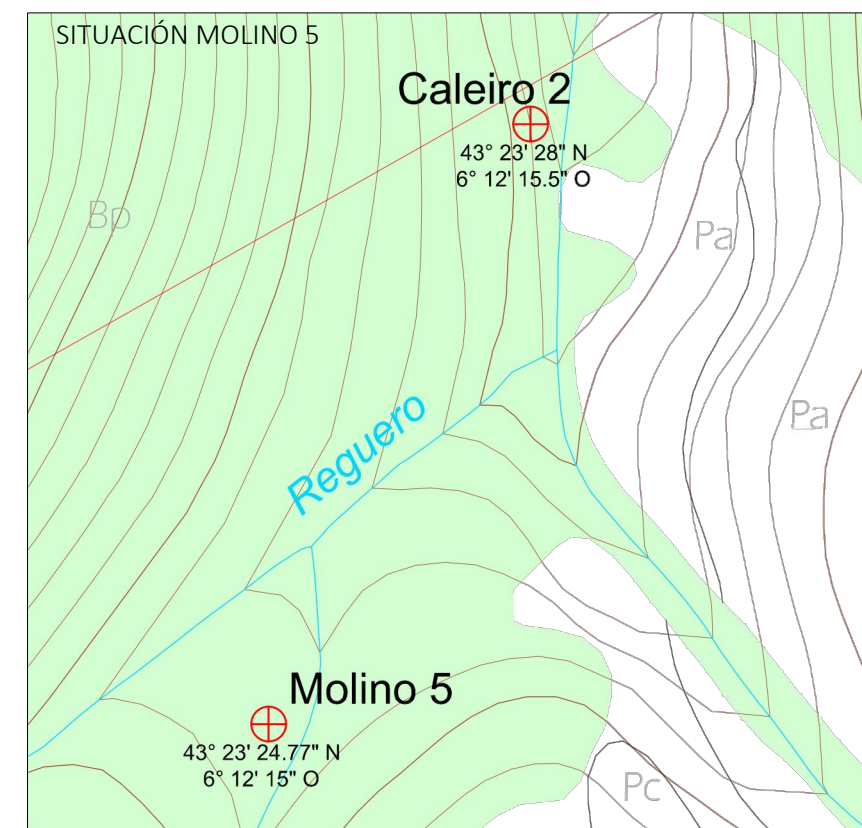 SITUACIÓN MOLINO 5
Caleiro 2
43° 23' 28" N
6° 12' 15.5" O
Bp
Pa
Pa
Reguero
Molino 5
43° 23' 24.77" N
6° 12' 15" O
Pc